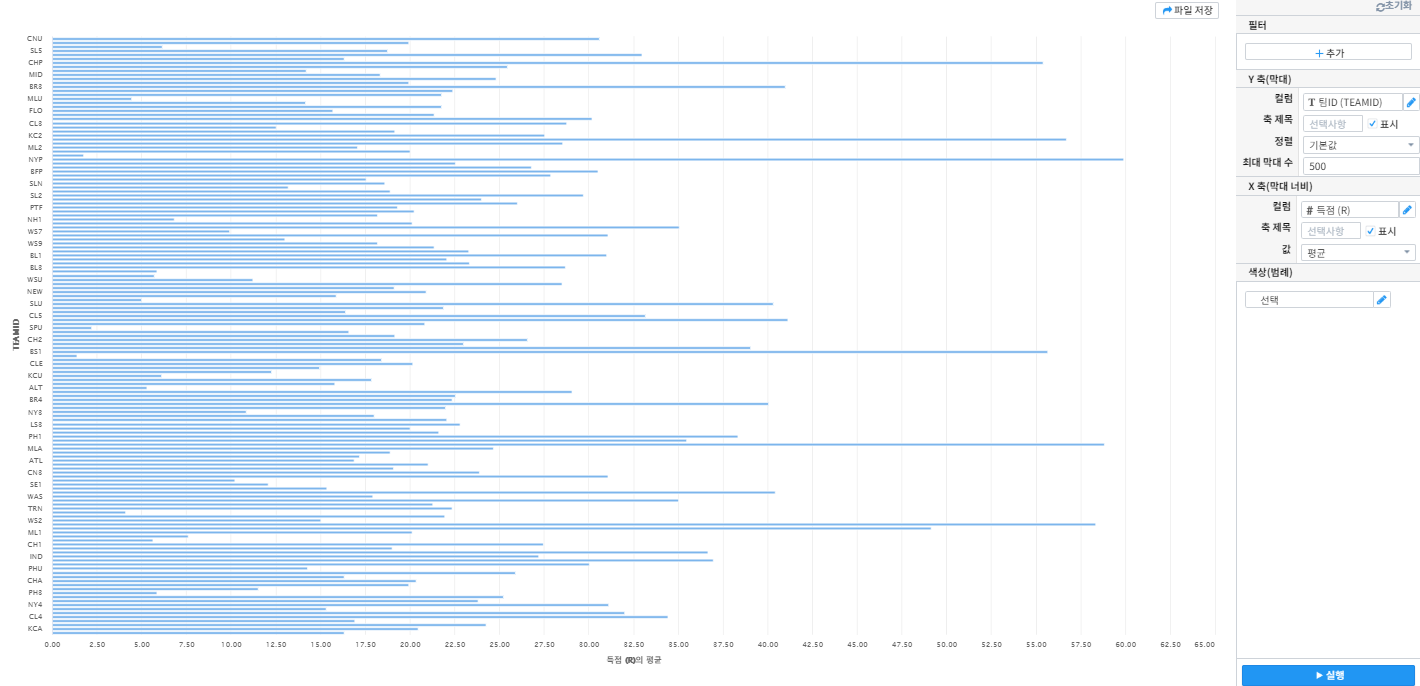 파일 저장
초기화
필터
+ 추가
Y 축(막대)
컬럼 T 팀ID (TEAMID)
축 제목 선택사항 표시
정렬 기본값
최대 막대 수 500
X 축(막대 너비)
컬럼 # 득점 (R)
축 제목 선택사항 표시
값 평균
색상(범례)
선택
실행
TEAMID
CNU
SL5
CHP
MID
BR3
MLU
FLO
CL3
KC2
ML2
NYP
BFP
SLN
SL2
PTF
NH1
WS7
WS9
BL1
BL3
WSU
NEW
SLU
CL5
SPU
CH2
BS1
CLE
KCU
ALT
BR4
NY3
LS3
PH1
MLA
ATL
CN3
SE1
WAS
TRN
WS2
ML1
CH1
IND
PHU
CHA
PH3
NY4
CL4
KCA
0.00 2.50 5.00 7.50 10.00 12.50 15.00 17.50 20.00 22.50 25.00 27.50 30.00 32.50 35.00 37.50 40.00 42.50 45.00 47.50 50.00 52.50 55.00 57.50 60.00 62.50 65.00
득점 (R)의 평균